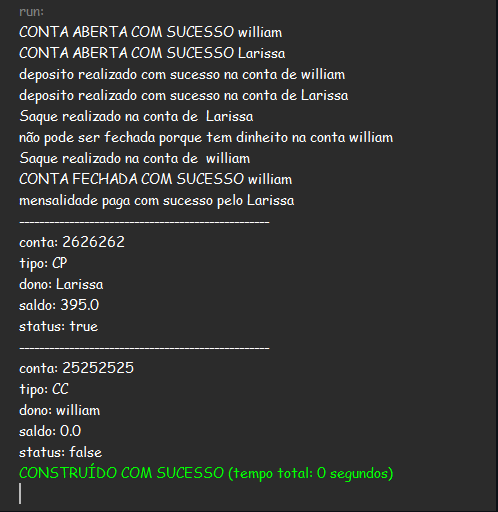 run:
CONTA ABERTA COM SUCESSO william
CONTA ABERTA COM SUCESSO Larissa
deposito realizado com sucesso na conta de william
deposito realizado com sucesso na conta de Larissa
Saque realizado na conta de  Larissa
não pode ser fechada porque tem dinheito na conta william
Saque realizado na conta de  william
CONTA FECHADA COM SUCESSO william
mensalidade paga com sucesso pelo Larissa
--------------------------------------------------
conta: 2626262
tipo: CP
dono: Larissa
saldo: 395.0
status: true
--------------------------------------------------
conta: 25252525
tipo: CC
dono: william
saldo: 0.0
status: false
CONSTRUÍDO COM SUCESSO (tempo total: 0 segundos)